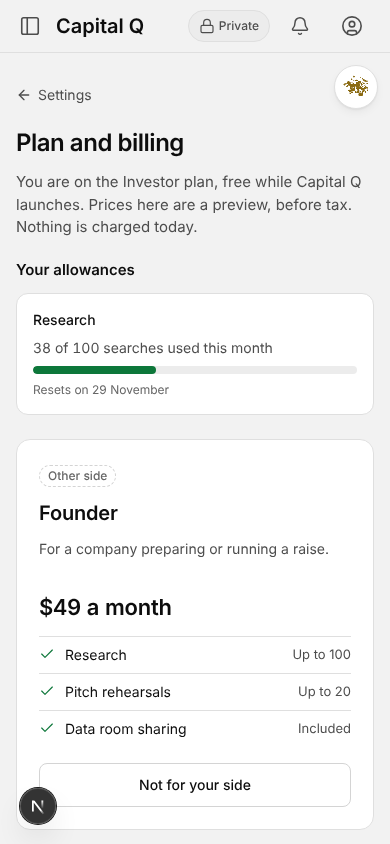 Capital Q
Private
Settings
Plan and billing
You are on the Investor plan, free while Capital Q
launches. Prices here are a preview, before tax.
Nothing is charged today.
Your allowances
Research
38 of 100 searches used this month
Resets on 29 November
Other side
Founder
For a company preparing or running a raise.
$49 a month
Research Up to 100
Pitch rehearsals Up to 20
Data room sharing Included
Not for your side
N